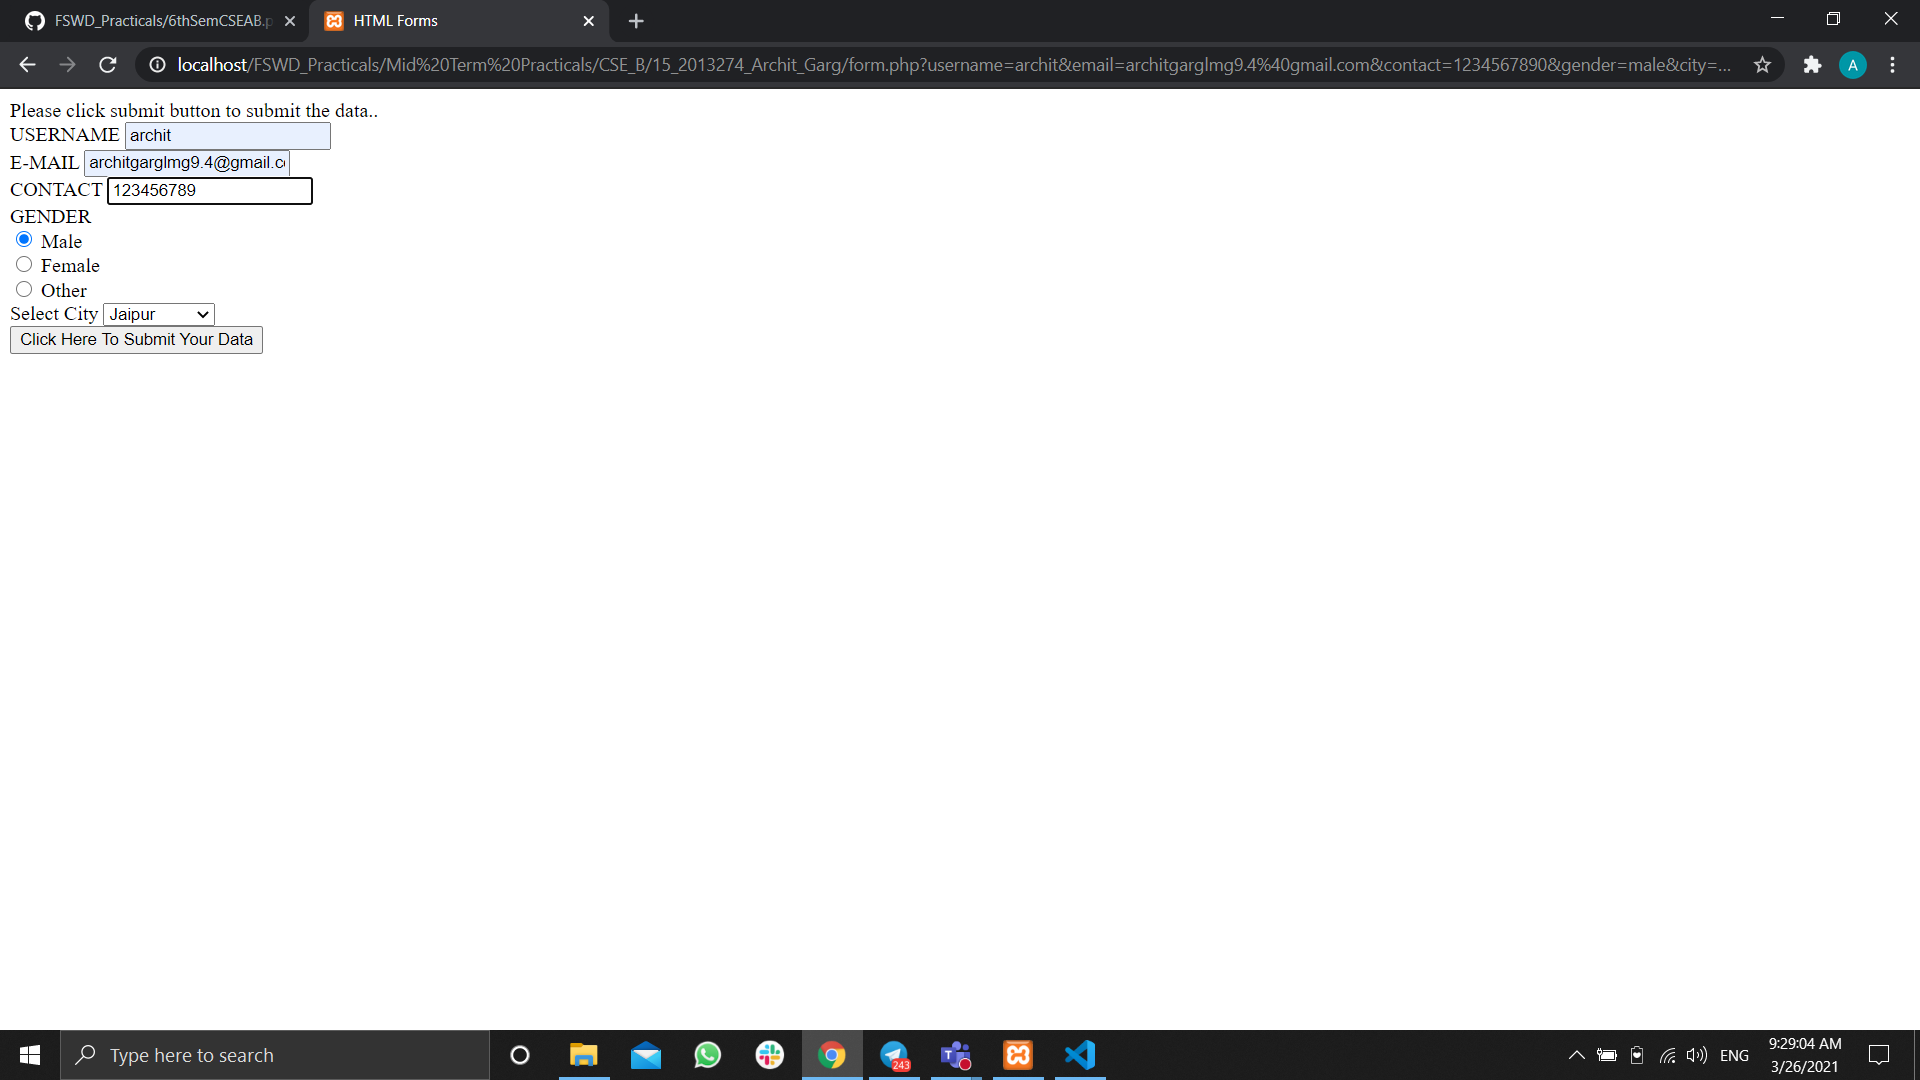 FSWD_Practicals/6thSemCSEAB.p
HTML Forms
localhost/FSWD_Practicals/Mid%20Term%20Practicals/CSE_B/15_2013274_Archit_Garg/form.php?username=archit&email=architgarglmg9.4%40gmail.com&contact=1234567890&gender=male&city=...
A
Please click submit button to submit the data..
USERNAME archit
E-MAIL architgarglmg9.4@gmail.co
CONTACT 123456789
GENDER
Male
Female
Other
Select City Jaipur
Click Here To Submit Your Data
Type here to search
243
T
ENG
9:29:04 AM
3/26/2021